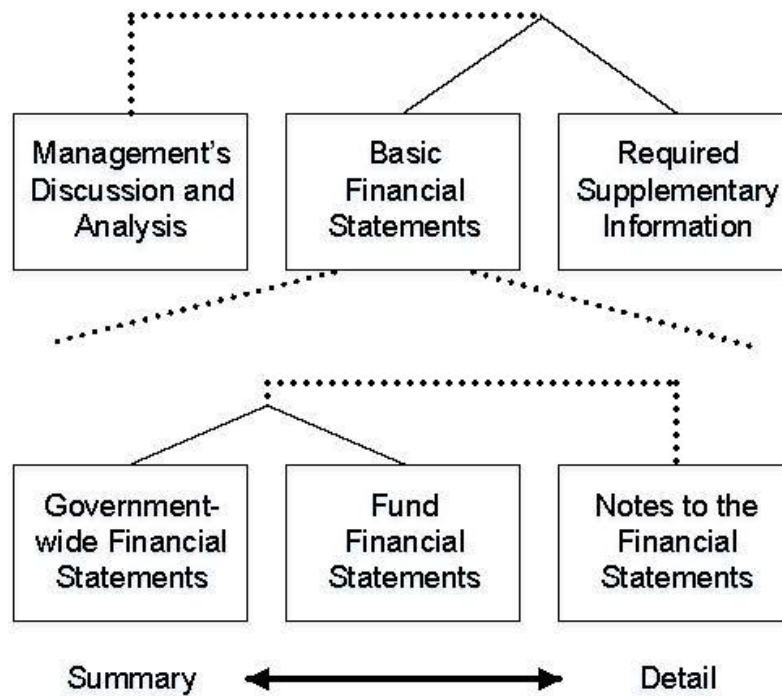 Management's
Discussion and
Analysis
Basic
Financial
Statements
Required
Supplementary
Information
Government-
wide Financial
Statements
Fund
Financial
Statements
Notes to the
Financial
Statements
Summary
Detail